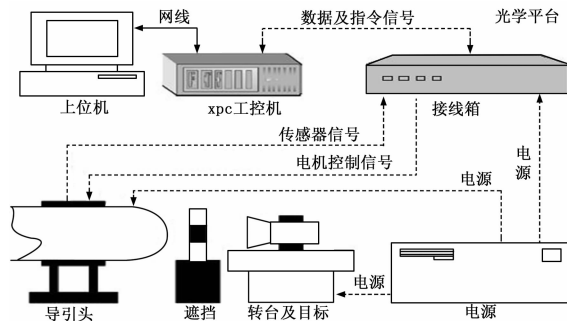 网线
数据及指令信号
光学平台
上位机
xpc工控机
接线箱
传感器信号
电机控制信号
电源
电源
导引头
遮挡
转台及目标
电源
电源